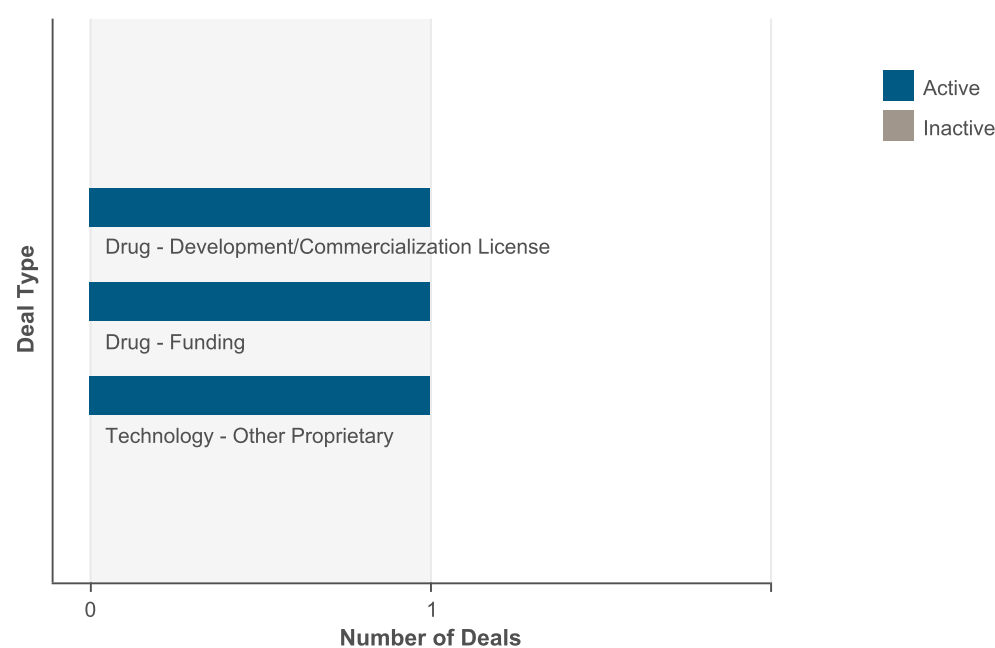 Active
Inactive
Deal Type
Drug - Development/Commercialization License
Drug - Funding
Technology - Other Proprietary
0 1
Number of Deals